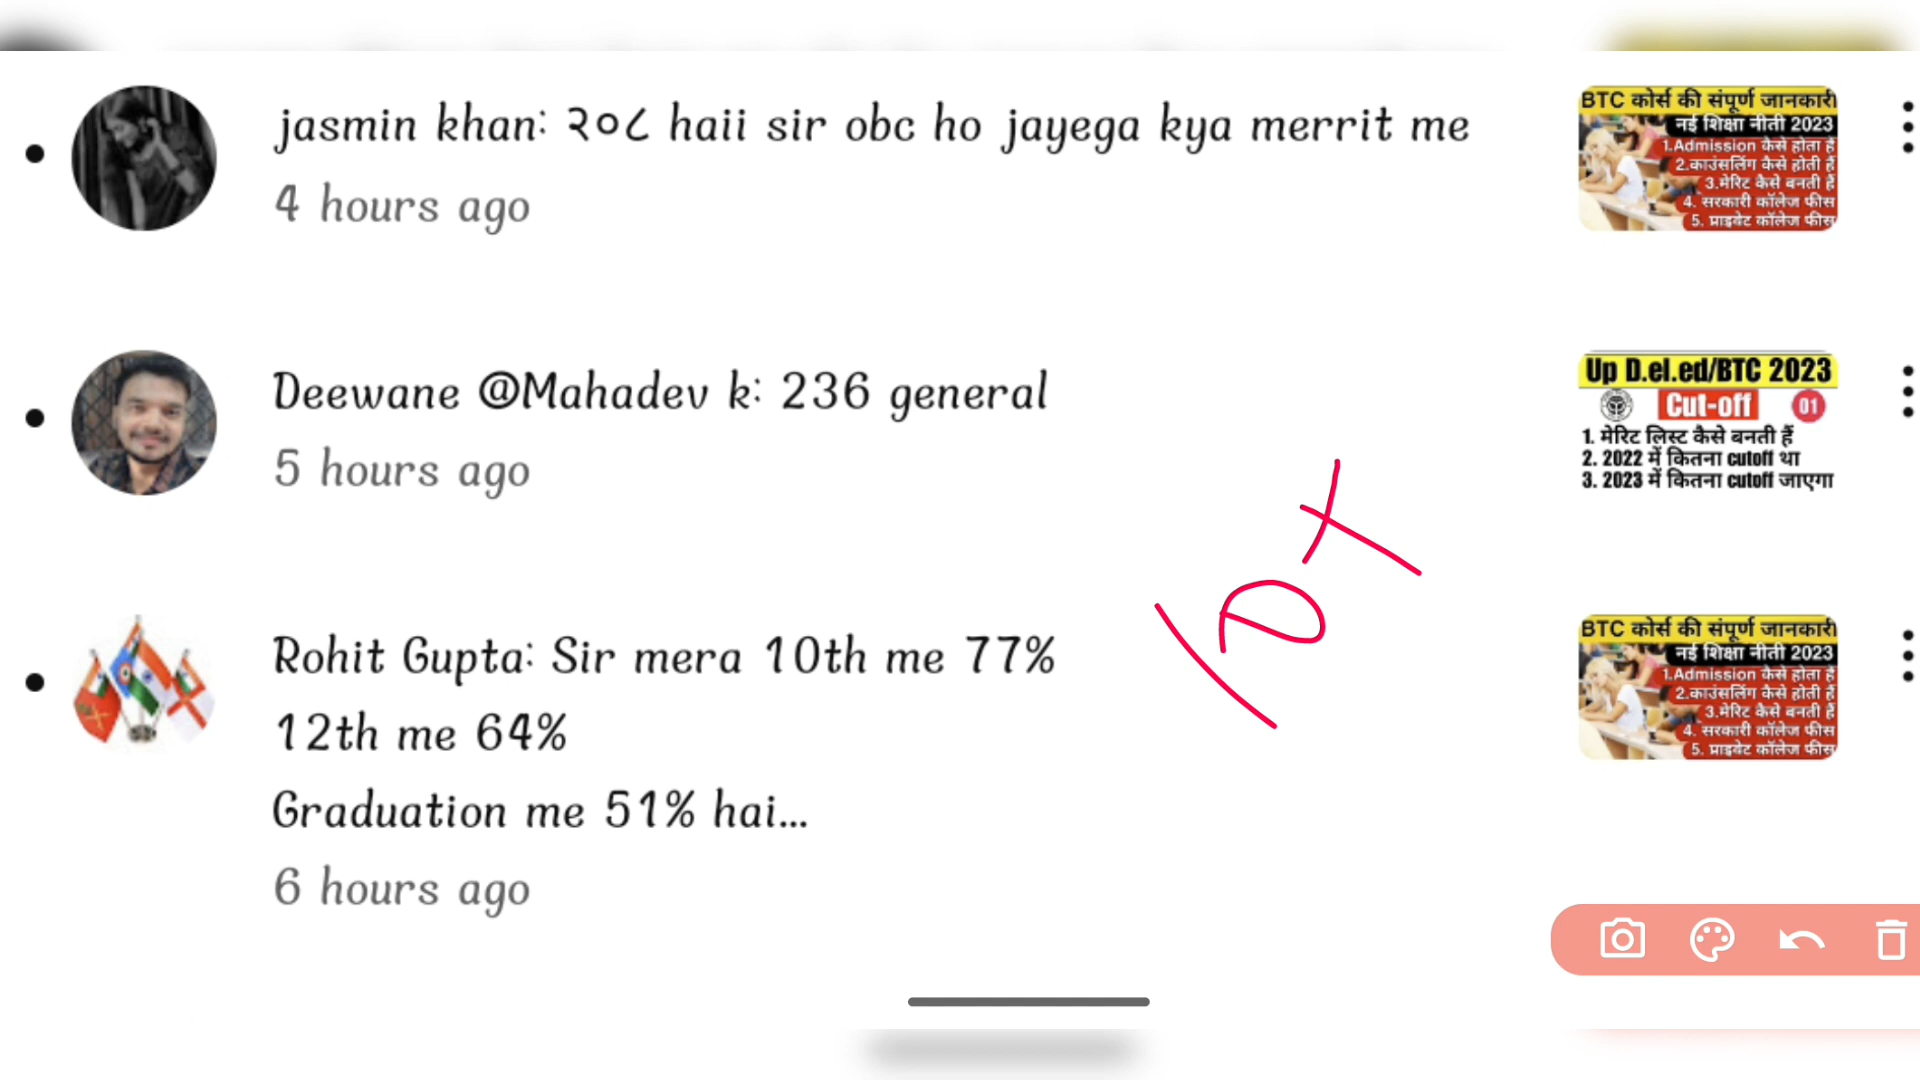 jasmin khan: २०८ haii sir obc ho jayega kya merrit me
4 hours ago
BTC कोर्स की संपूर्ण जानकारी
नई शिक्षा नीती 2023
1.Admission कैसे होता हैं
2.काउंसलिंग कैसे होती हैं
3.मेरिट कैसे बनती हैं
4. सरकारी कॉलेज फीस
5. प्राइवेट कॉलेज फीस
Deewane @Mahadev k: 236 general
5 hours ago
Up D.el.ed/BTC 2023
Cut-off
01
1. मेरिट लिस्ट कैसे बनती हैं
2. 2022 में कितना cutoff था
3. 2023 में कितना cutoff जाएगा
Rohit Gupta: Sir mera 10th me 77%
12th me 64%
Graduation me 51% hai...
6 hours ago
BTC कोर्स की संपूर्ण जानकारी
नई शिक्षा नीती 2023
1.Admission कैसे होता हैं
2.काउंसलिंग कैसे होती हैं
3.मेरिट कैसे बनती हैं
4. सरकारी कॉलेज फीस
5. प्राइवेट कॉलेज फीस